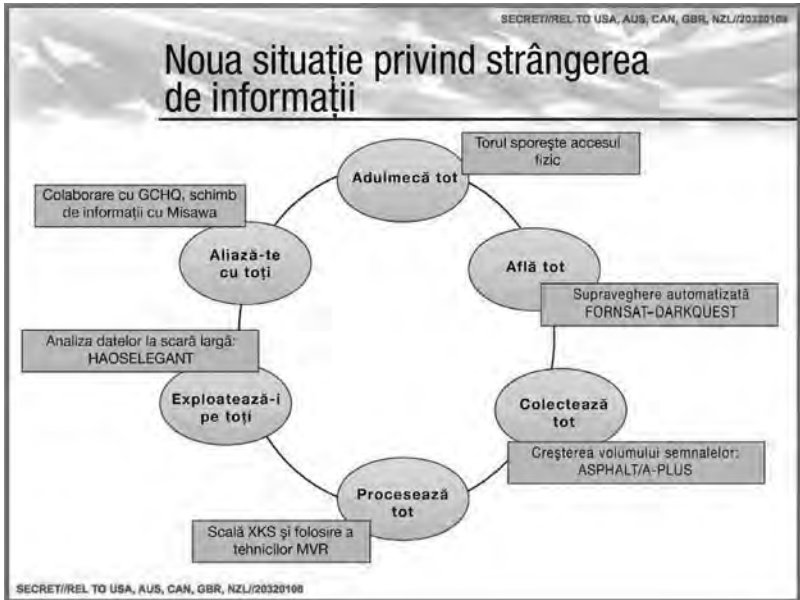 SECRET//REL TO USA, AUS, CAN, GBR, NZL//20320108
Noua situație privind strângerea
de informații
Adulmecă tot
Torul sporește accesul
fizic
Află tot
Supraveghere automatizată
FORNSAT–DARKQUEST
Colectează
tot
Creșterea volumului semnalelor:
ASPHALT/A-PLUS
Procesează
tot
Scală XKS și folosire a
tehnicilor MVR
Exploatează-i
pe toți
Analiza datelor la scară largă:
HAOSELEGANT
Aliază-te
cu toți
Colaborare cu GCHQ, schimb
de informații cu Misawa
SECRET//REL TO USA, AUS, CAN, GBR, NZL//20320108